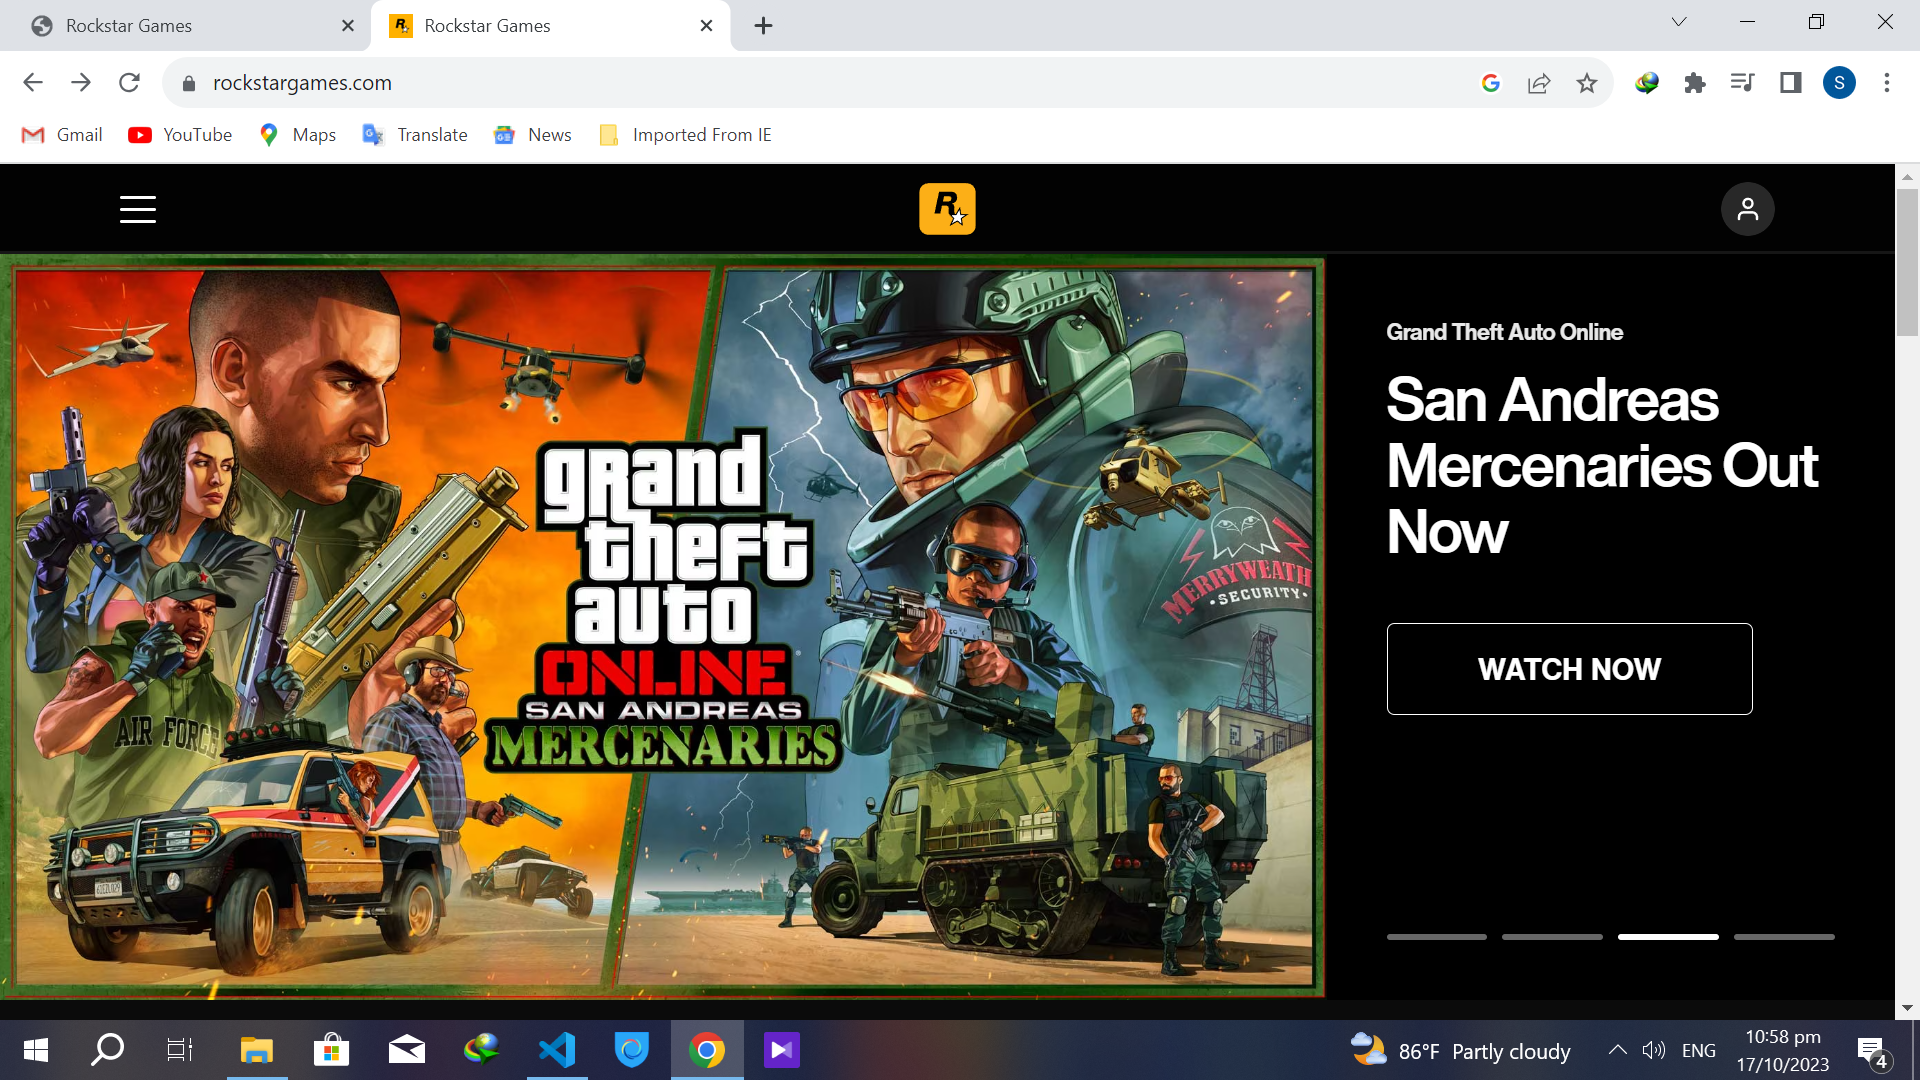 Rockstar Games
Rockstar Games
rockstargames.com
S
Gmail
YouTube
Maps
Translate
News
Imported From IE
R
Grand Theft Auto Online
San Andreas
Mercenaries Out
Now
WATCH NOW
grand
theft
auto
ONLINE
SAN ANDREAS
MERCENARIES
AIR FORCE
MERRYWEATH
•SECURITY•
86°F Partly cloudy
ENG
10:58 pm
17/10/2023
4